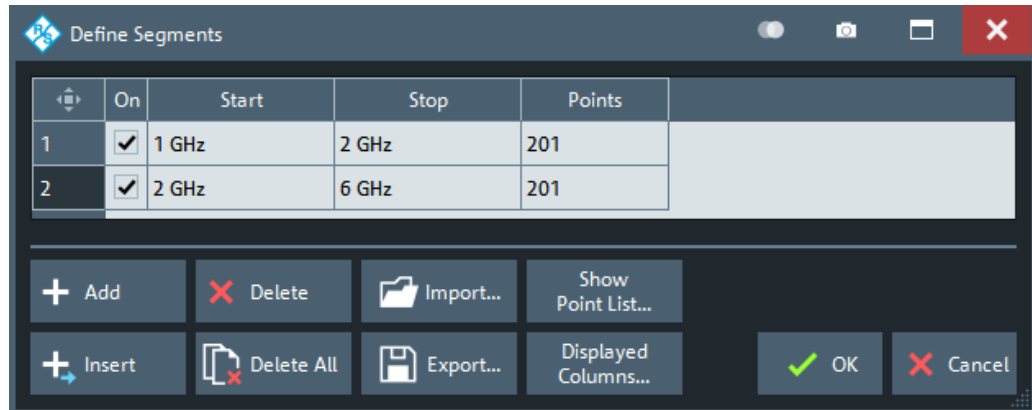 R&S Define Segments
On Start Stop Points
1 1 GHz 2 GHz 201
2 2 GHz 6 GHz 201
Add Delete Import... Show
Point List...
Insert Delete All Export... Displayed
Columns... OK Cancel